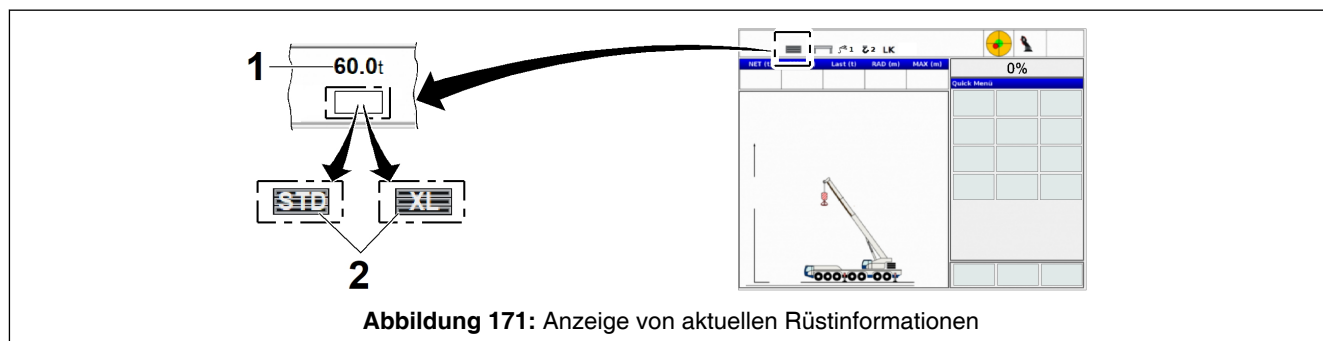 1
60.0t
STD
XL
2
1 2 LK
NET (t) Last (t) RAD (m) MAX (m)
0%
Quick Menü
Abbildung 171: Anzeige von aktuellen Rüstinformationen